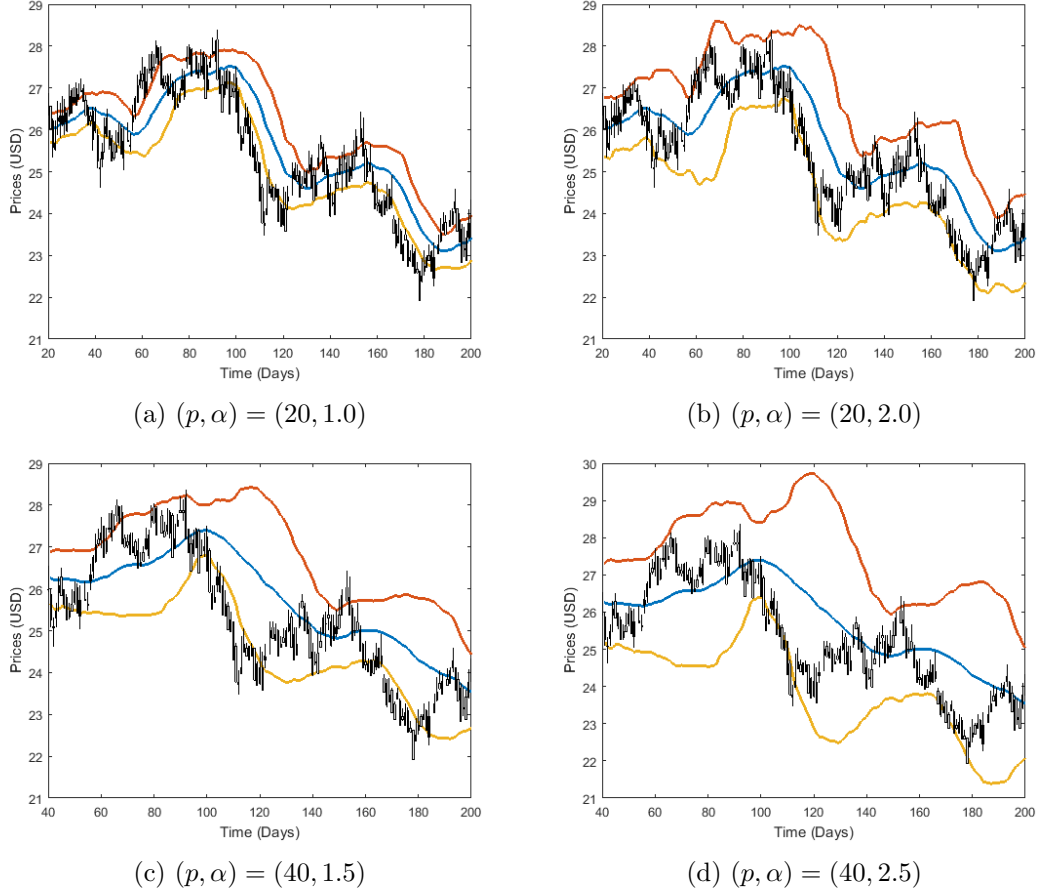 29
28
27
26
25
24
23
22
21
Prices (USD)
20 40 60 80 100 120 140 160 180 200
Time (Days)
(a) (p, α) = (20, 1.0)
29
28
27
26
25
24
23
22
21
Prices (USD)
20 40 60 80 100 120 140 160 180 200
Time (Days)
(b) (p, α) = (20, 2.0)
29
28
27
26
25
24
23
22
21
Prices (USD)
40 60 80 100 120 140 160 180 200
Time (Days)
(c) (p, α) = (40, 1.5)
30
29
28
27
26
25
24
23
22
21
Prices (USD)
40 60 80 100 120 140 160 180 200
Time (Days)
(d) (p, α) = (40, 2.5)